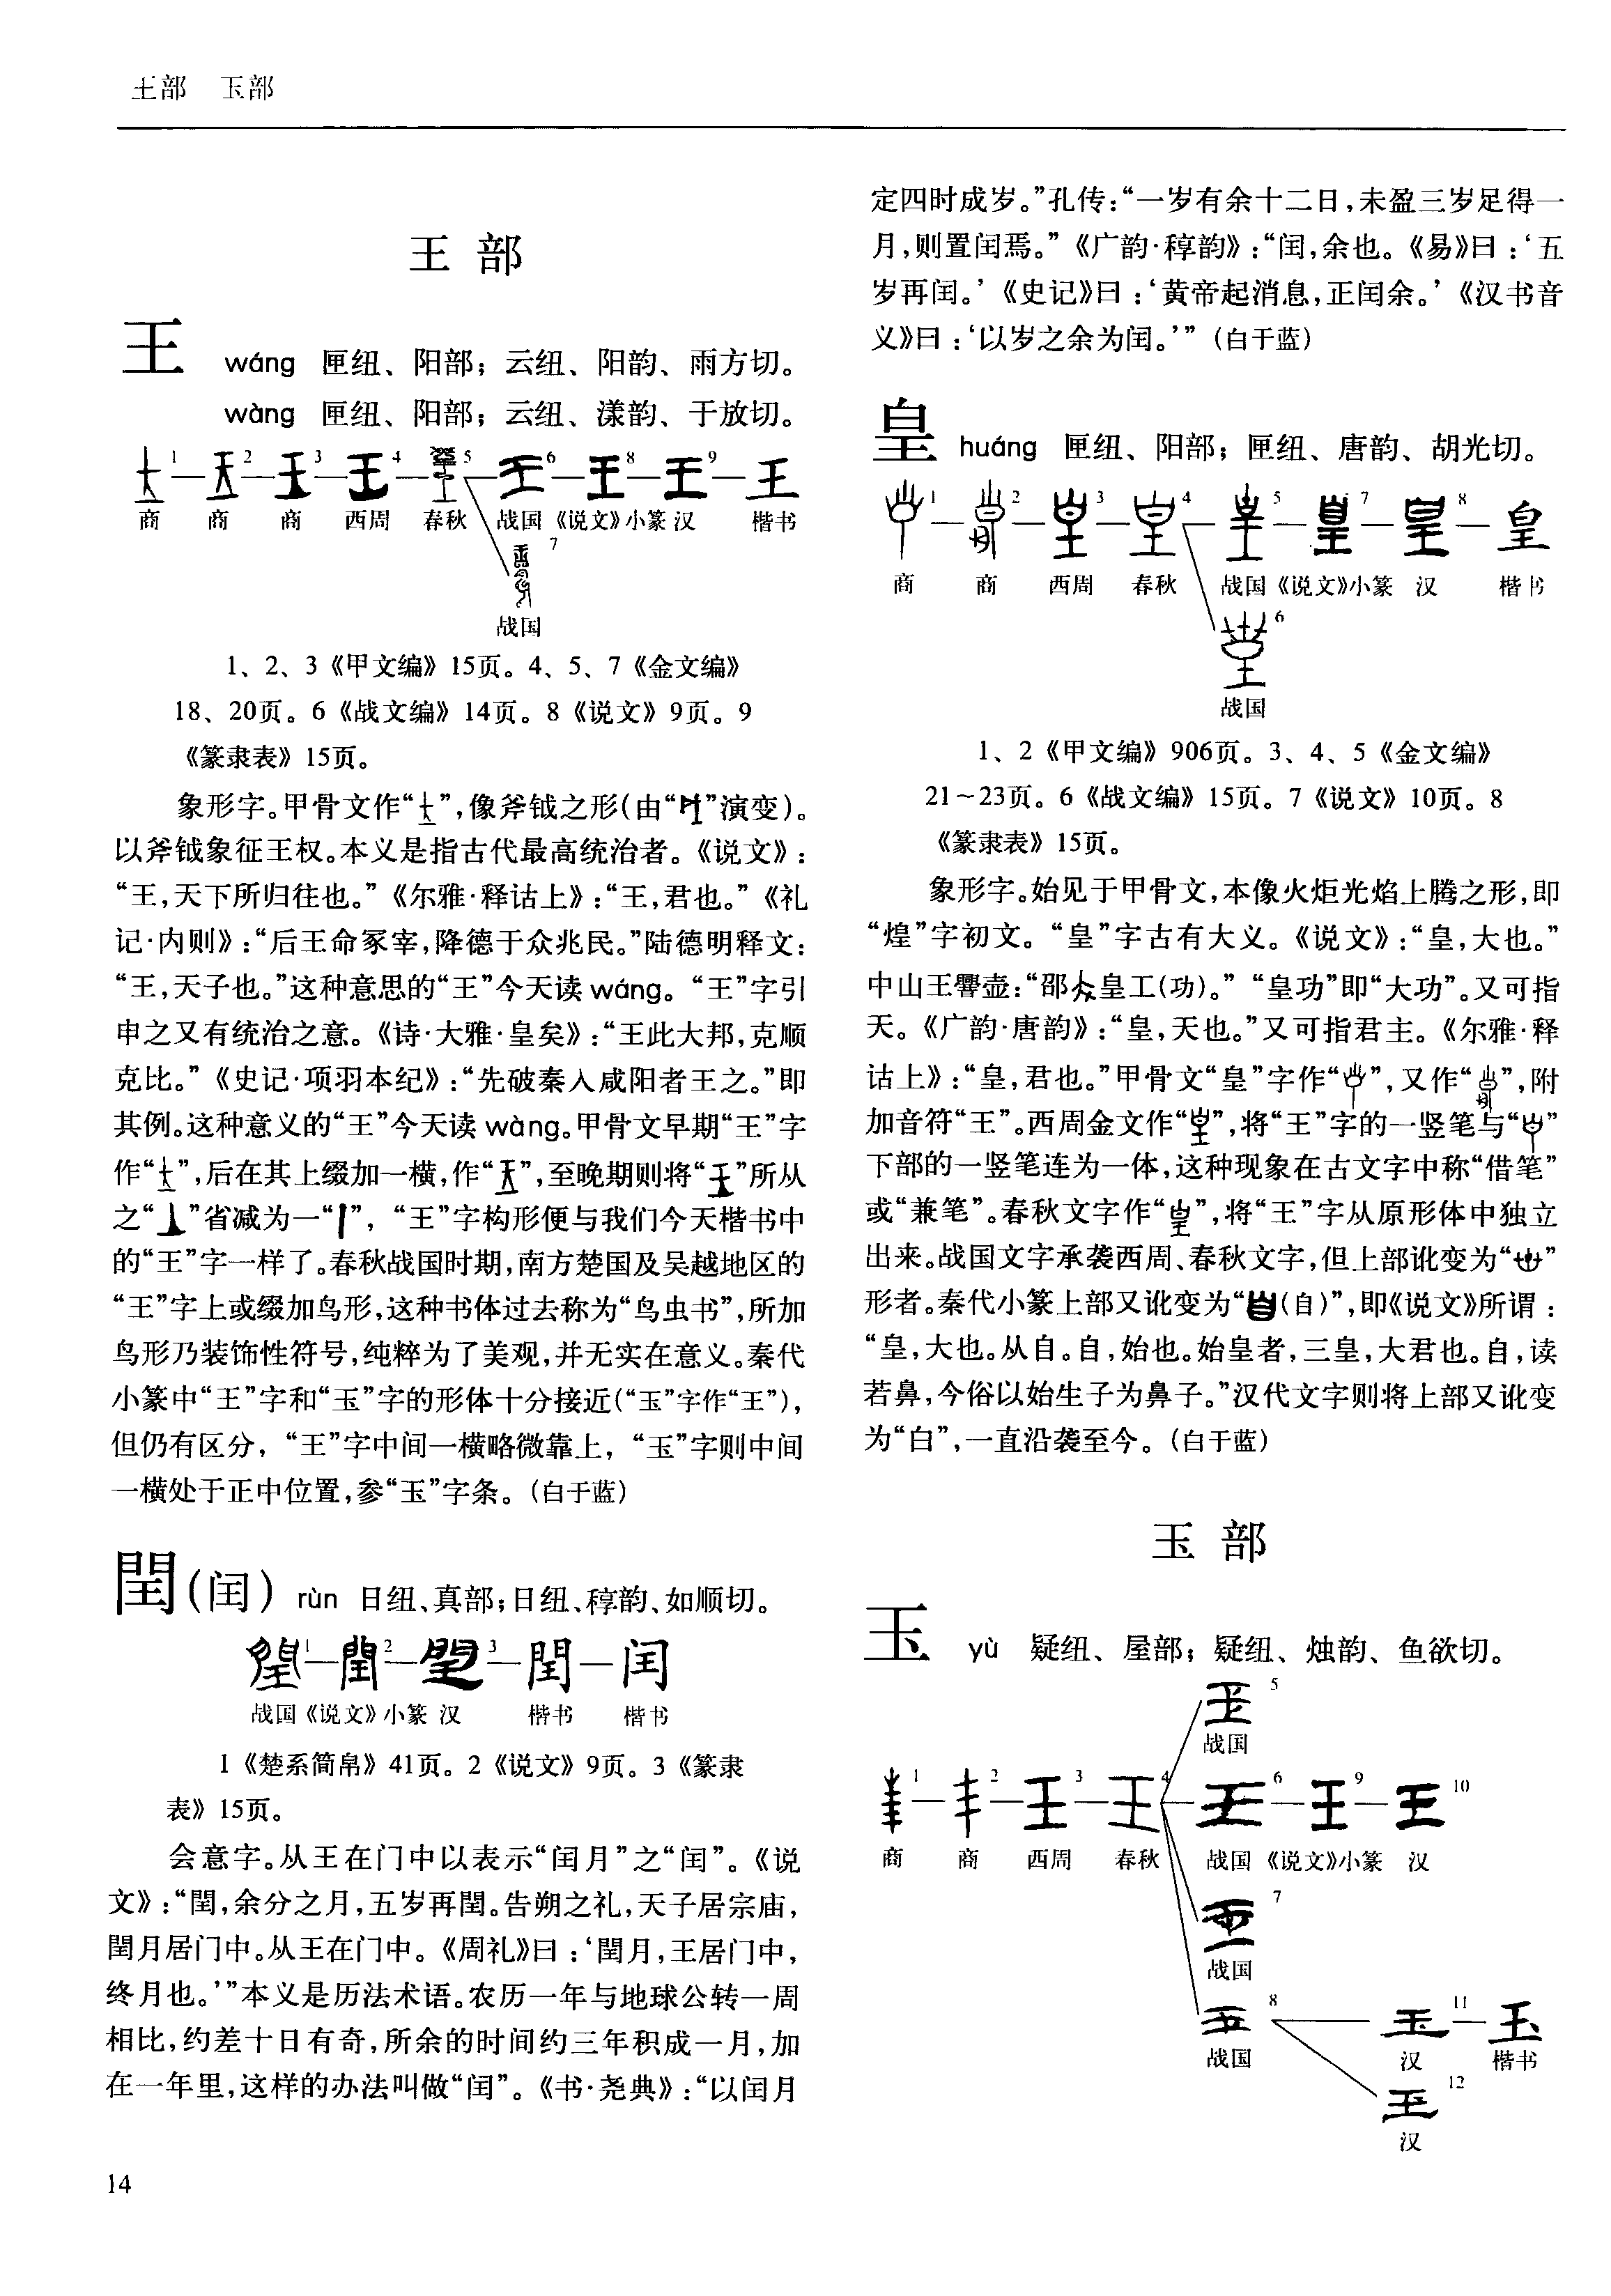 王部 玉部
王 部
王 wáng 匣纽、阳部；云纽、阳韵、雨方切。
wàng 匣纽、阳部；云纽、漾韵、于放切。
1 2 3 4 5 6 8 9 王
商 商 商 西周 春秋 战国 《说文》小篆 汉 楷书
7
战国
1、2、3《甲文编》15页。4、5、7《金文编》
18、20页。6《战文编》14页。8《说文》9页。9
《篆隶表》15页。
象形字。甲骨文作“”，像斧钺之形(由“”演变)。
以斧钺象征王权。本义是指古代最高统治者。《说文》：
“王，天下所归往也。”《尔雅·释诂上》：“王，君也。”《礼
记·内则》：“后王命冢宰，降德于众兆民。”陆德明释文：
“王，天子也。”这种意思的“王”今天读 wáng。“王”字引
申之又有统治之意。《诗·大雅·皇矣》：“王此大邦，克顺
克比。”《史记·项羽本纪》：“先破秦入咸阳者王之。”即
其例。这种意义的“王”今天读 wàng。甲骨文早期“王”字
作“”，后在其上缀加一横，作“”，至晚期则将“”所从
之“”省减为一“”，“王”字构形便与我们今天楷书中
的“王”字一样了。春秋战国时期，南方楚国及吴越地区的
“王”字上或缀加鸟形，这种书体过去称为“鸟虫书”，所加
鸟形乃装饰性符号，纯粹为了美观，并无实在意义。秦代
小篆中“王”字和“玉”字的形体十分接近(“玉”字作“王”)，
但仍有区分，“王”字中间一横略微靠上，“玉”字则中间
一横处于正中位置，参“玉”字条。(白于蓝)
閏(闰) rùn 日纽、真部；日纽、稕韵、如顺切。
1 2 3 閏 闰
战国 《说文》小篆 汉 楷书 楷书
1《楚系简帛》41页。2《说文》9页。3《篆隶
表》15页。
会意字。从王在门中以表示“闰月”之“闰”。《说
文》：“閏，余分之月，五岁再閏。告朔之礼，天子居宗庙，
閏月居门中。从王在门中。《周礼》曰：‘閏月，王居门中，
终月也。’”本义是历法术语。农历一年与地球公转一周
相比，约差十日有奇，所余的时间约三年积成一月，加
在一年里，这样的办法叫做“闰”。《书·尧典》：“以闰月
14
定四时成岁。”孔传：“一岁有余十二日，未盈三岁足得一
月，则置闰焉。”《广韵·稕韵》：“闰，余也。《易》曰：‘五
岁再闰。’《史记》曰：‘黄帝起消息，正闰余。’《汉书音
义》曰：‘以岁之余为闰。’”(白于蓝)
皇 huáng 匣纽、阳部；匣纽、唐韵、胡光切。
1 2 3 4 5 7 8 皇
商 商 西周 春秋 战国 《说文》小篆 汉 楷书
6
战国
1、2《甲文编》906页。3、4、5《金文编》
21~23页。6《战文编》15页。7《说文》10页。8
《篆隶表》15页。
象形字。始见于甲骨文，本像火炬光焰上腾之形，即
“煌”字初文。“皇”字古有大义。《说文》：“皇，大也。”
中山王䜰壶：“邵皇工(功)。”“皇功”即“大功”。又可指
天。《广韵·唐韵》：“皇，天也。”又可指君主。《尔雅·释
诂上》：“皇，君也。”甲骨文“皇”字作“”，又作“”，附
加音符“王”。西周金文作“”，将“王”字的一竖笔与“”
下部的一竖笔连为一体，这种现象在古文字中称“借笔”
或“兼笔”。春秋文字作“”，将“王”字从原形体中独立
出来。战国文字承袭西周、春秋文字，但上部讹变为“”
形者。秦代小篆上部又讹变为“(自)”，即《说文》所谓：
“皇，大也。从自。自，始也。始皇者，三皇，大君也。自，读
若鼻，今俗以始生子为鼻子。”汉代文字则将上部又讹变
为“白”，一直沿袭至今。(白于蓝)
玉 部
玉 yù 疑纽、屋部；疑纽、烛韵、鱼欲切。
5
战国
1 2 3 4 6 9 10
商 商 西周 春秋 战国 《说文》小篆 汉
7
战国
8 11 玉
战国 汉 楷书
12
汉